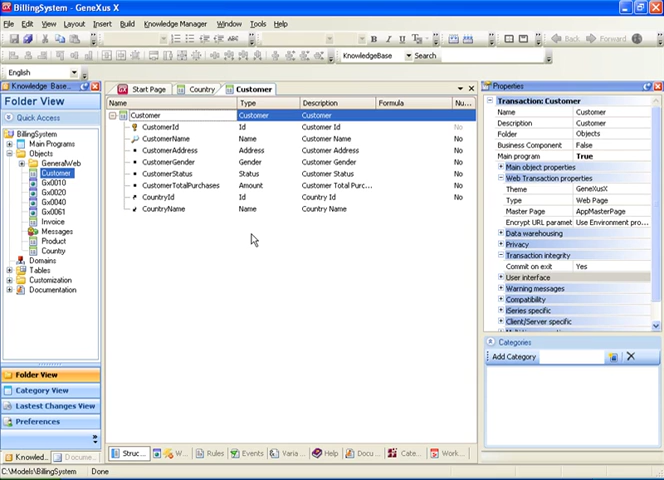 BillingSystem - GeneXus X
File Edit View Layout Insert Build Knowledge Manager Window Tools Help
Back Forward
KnowledgeBase Search
English
Knowledge Base...
Folder View
Quick Access
BillingSystem
Main Programs
Objects
GeneralWeb
Customer
Gx0010
Gx0020
Gx0040
Gx0061
Invoice
Messages
Product
Country
Domains
Tables
Customization
Documentation
Folder View
Category View
Lastest Changes View
Preferences
Knowled... Docume...
Start Page Country Customer
Name Type Description Formula Nu...
Customer Customer Customer
CustomerId Id Customer Id No
CustomerName Name Customer Name No
CustomerAddress Address Customer Address No
CustomerGender Gender Customer Gender No
CustomerStatus Status Customer Status No
CustomerTotalPurchases Amount Customer Total Purc... No
CountryId Id Country Id No
CountryName Name Country Name
Struc... W... Rules Events Varia... Help Docu... Cate... Work...
Properties
Transaction: Customer
Name Customer
Description Customer
Folder Objects
Business Component False
Main program True
Main object properties
Web Transaction properties
Theme GeneXusX
Type Web Page
Master Page AppMasterPage
Encrypt URL paramet Use Environment pro...
Data warehousing
Privacy
Transaction integrity
Commit on exit Yes
User interface
Warning messages
Compatibility
iSeries specific
Client/Server specific
Categories
Add Category
C:\Models\BillingSystem Done